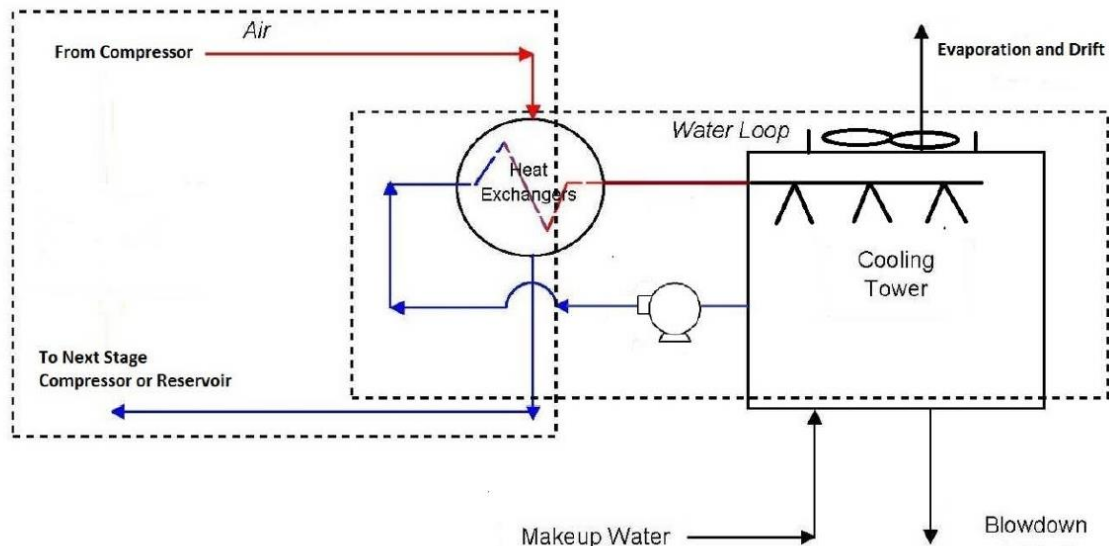 Air
From Compressor
Evaporation and Drift
Water Loop
Heat
Exchangers
Cooling
Tower
To Next Stage
Compressor or Reservoir
Makeup Water
Blowdown